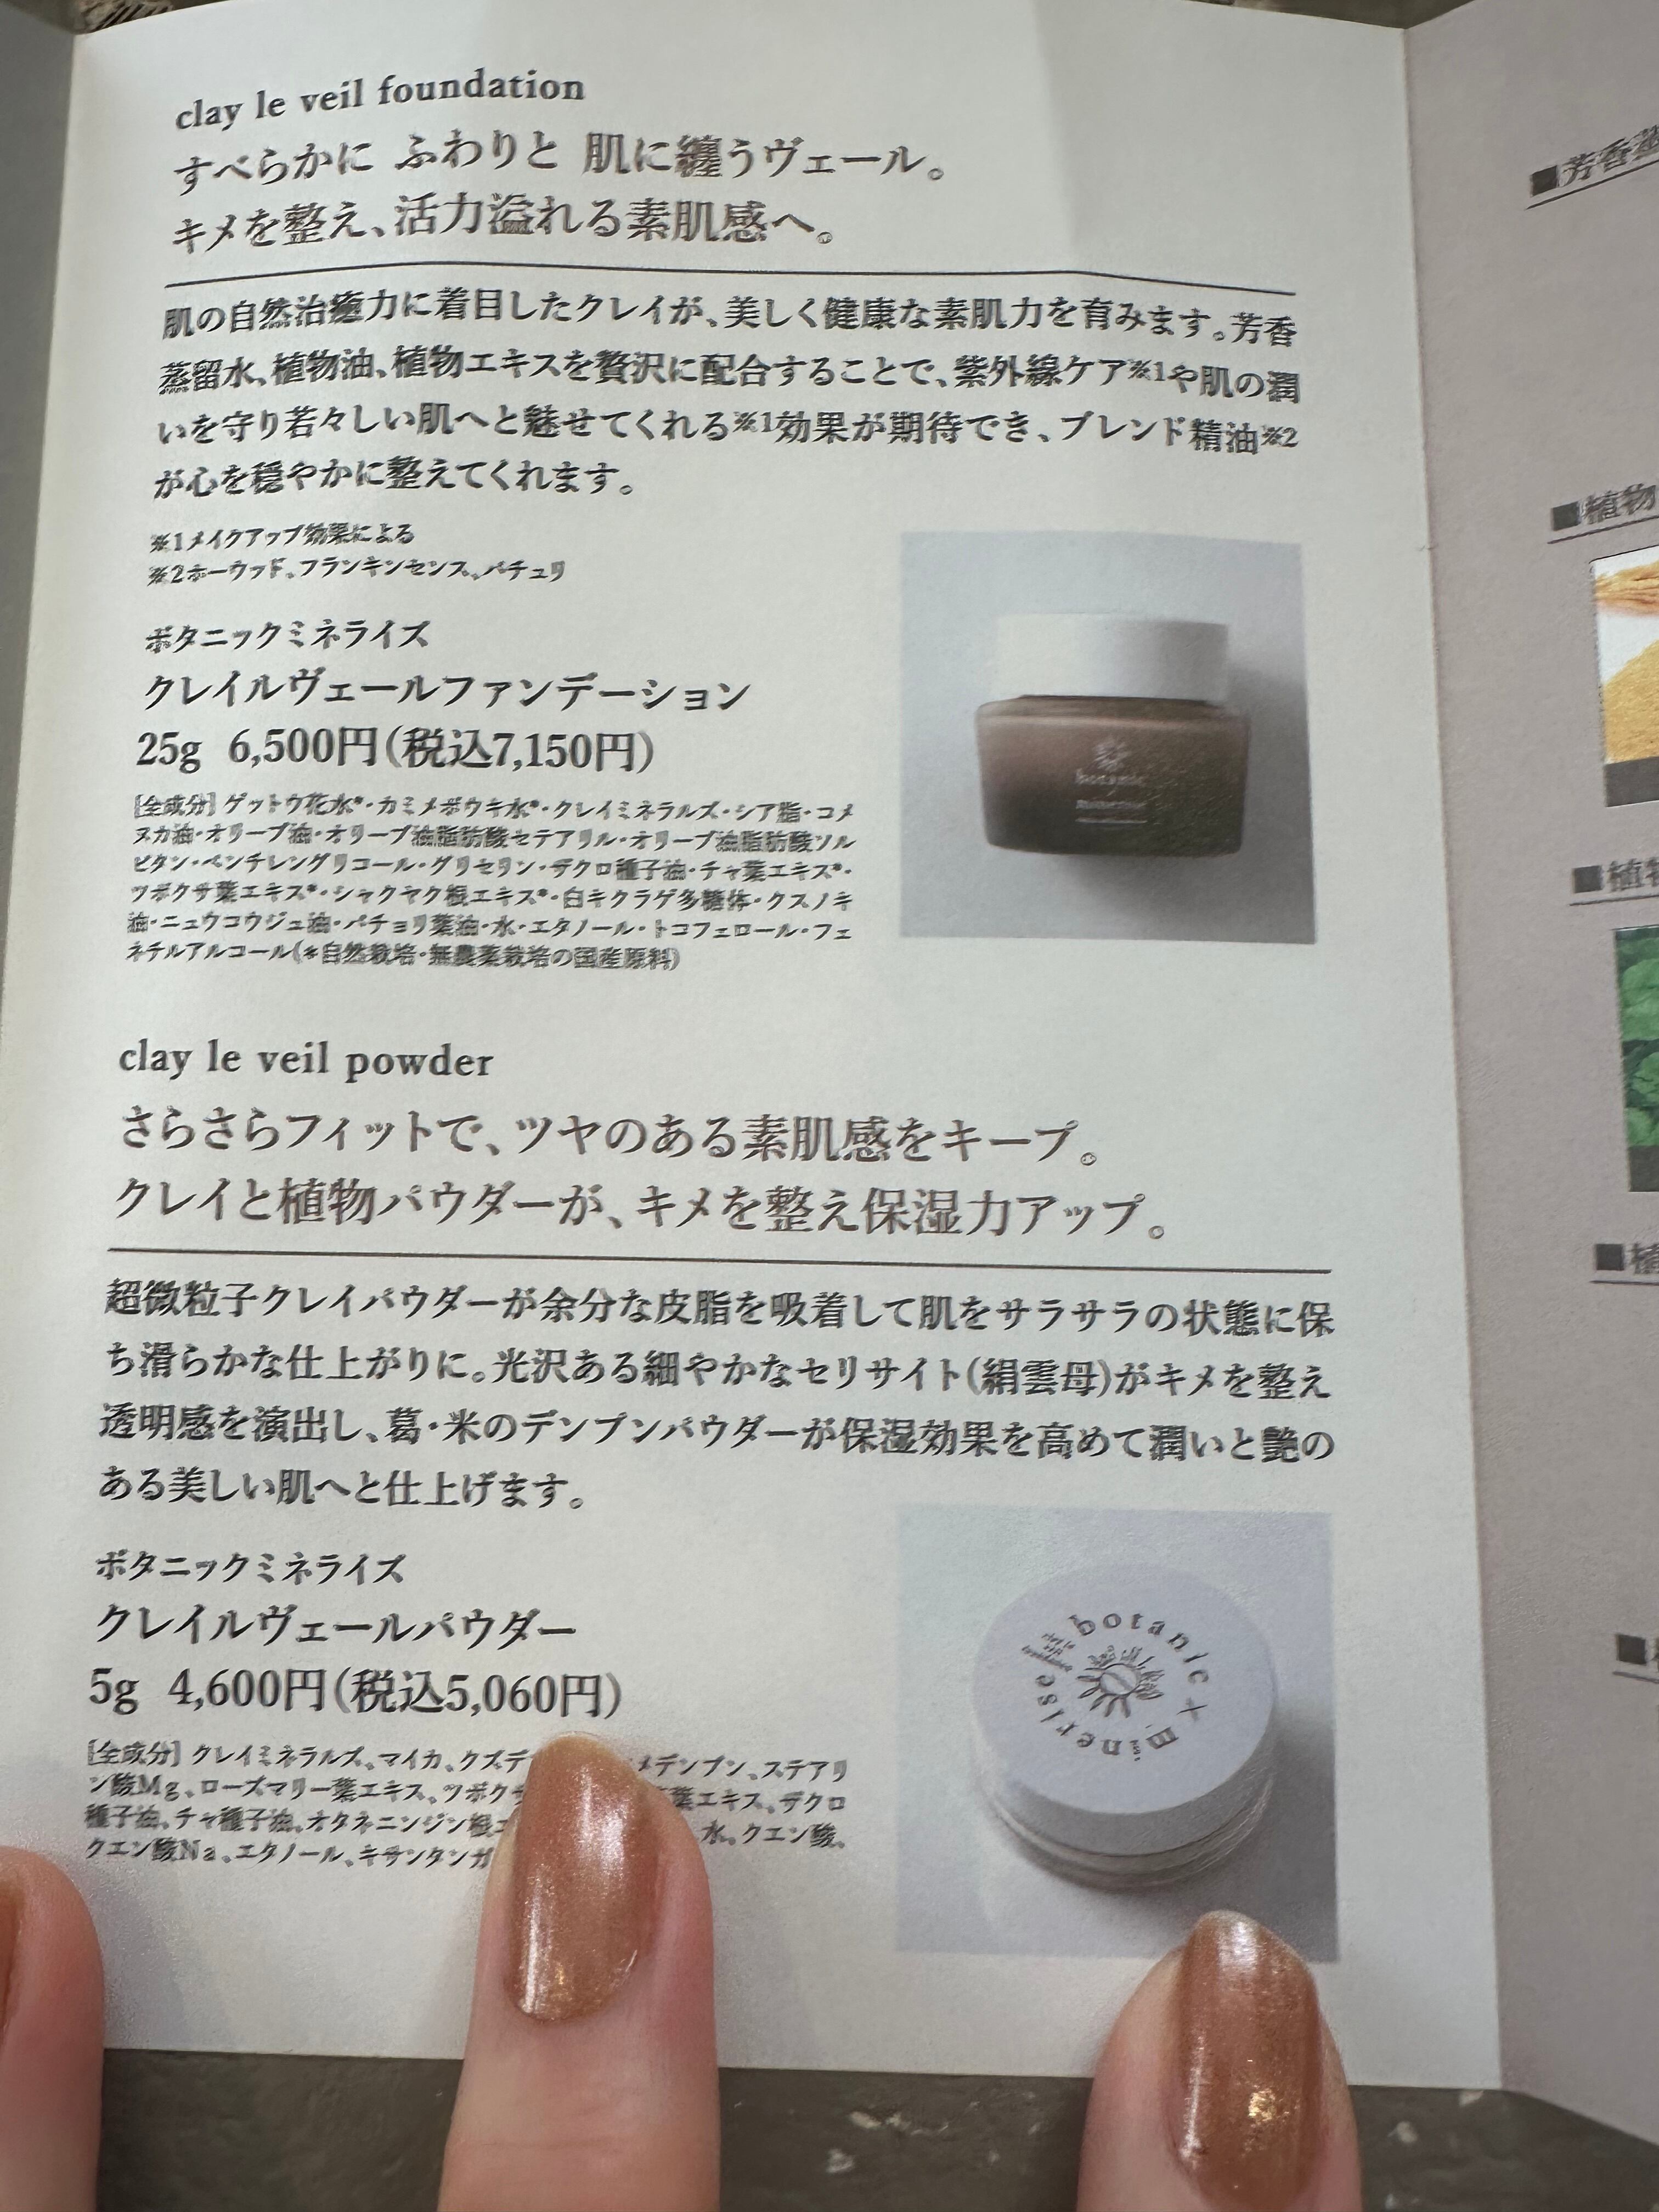 clay le veil foundation
すべらかに ふわりと 肌に纏うヴェール。
キメを整え、活力溢れる素肌感へ。
肌の自然治癒力に着目したクレイが、美しく健康な素肌力を育みます。芳香
蒸留水、植物油、植物エキスを贅沢に配合することで、紫外線ケア※1や肌の潤
いを守り若々しい肌へと魅せてくれる※1効果が期待でき、ブレンド精油※2
が心を穏やかに整えてくれます。
※1メイクアップ効果による
※2ホーウッド、フランキンセンス、パチュリ
ボタニックミネライズ
クレイルヴェールファンデーション
25g 6,500円(税込7,150円)
[全成分] ゲットウ花水*・カミメボウキ水*・クレイミネラルズ・シア脂・コメ
ヌカ油・オリーブ油・オリーブ油脂肪酸セテアリル・オリーブ油脂肪酸ソル
ビタン・ペンチレングリコール・グリセリン・ザクロ種子油・チャ葉エキス*・
ツボクサ葉エキス*・シャクヤク根エキス*・白キクラゲ多糖体・クスノキ
油・ニュウコウジュ油・パチョリ葉油・水・エタノール・トコフェロール・フェ
ネチルアルコール(*自然栽培・無農薬栽培の国産原料)
clay le veil powder
さらさらフィットで、ツヤのある素肌感をキープ。
クレイと植物パウダーが、キメを整え保湿力アップ。
超微粒子クレイパウダーが余分な皮脂を吸着して肌をサラサラの状態に保
ち滑らかな仕上がりに。光沢ある細やかなセリサイト(絹雲母)がキメを整え
透明感を演出し、葛・米のデンプンパウダーが保湿効果を高めて潤いと艶の
ある美しい肌へと仕上げます。
ボタニックミネライズ
クレイルヴェールパウダー
5g 4,600円(税込5,060円)
[全成分] クレイミネラルズ、マイカ、クズデ メデンプン、ステアリ
ン酸Mg、ローズマリー葉エキス、ツボク 葉エキス、ザクロ
種子油、チャ種子油、オタネニンジン根エ 水、クエン酸、
クエン酸Na、エタノール、キサンタンガ
botanic × minerise
■芳香蒸
■植物
■植物
■植